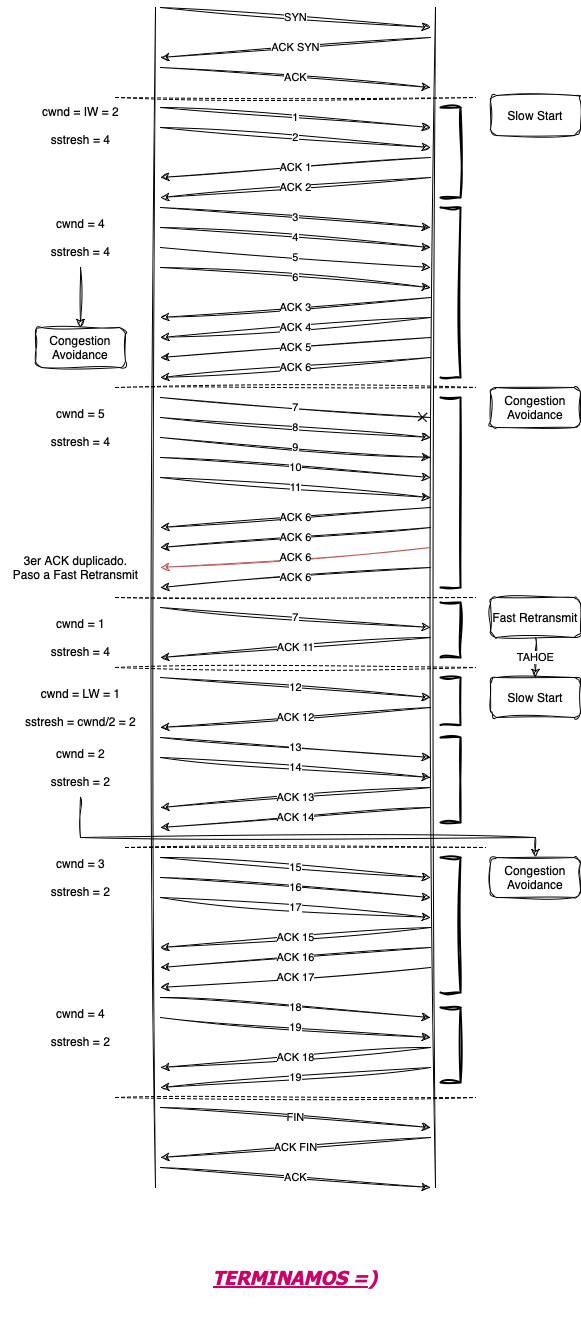 SYN
ACK SYN
ACK
cwnd = IW = 2
1
Slow Start
2
sstresh = 4
ACK 1
ACK 2
3
cwnd = 4
4
sstresh = 4
5
6
ACK 3
ACK 4
Congestion
Avoidance
ACK 5
ACK 6
Congestion
Avoidance
7
cwnd = 5
8
sstresh = 4
9
10
11
ACK 6
ACK 6
3er ACK duplicado.
Paso a Fast Retransmit
ACK 6
ACK 6
7
Fast Retransmit
cwnd = 1
sstresh = 4
ACK 11
TAHOE
12
cwnd = LW = 1
Slow Start
ACK 12
sstresh = cwnd/2 = 2
13
cwnd = 2
14
sstresh = 2
ACK 13
ACK 14
cwnd = 3
15
Congestion
Avoidance
16
sstresh = 2
17
ACK 15
ACK 16
ACK 17
18
cwnd = 4
19
sstresh = 2
ACK 18
19
FIN
ACK FIN
ACK
TERMINAMOS =)